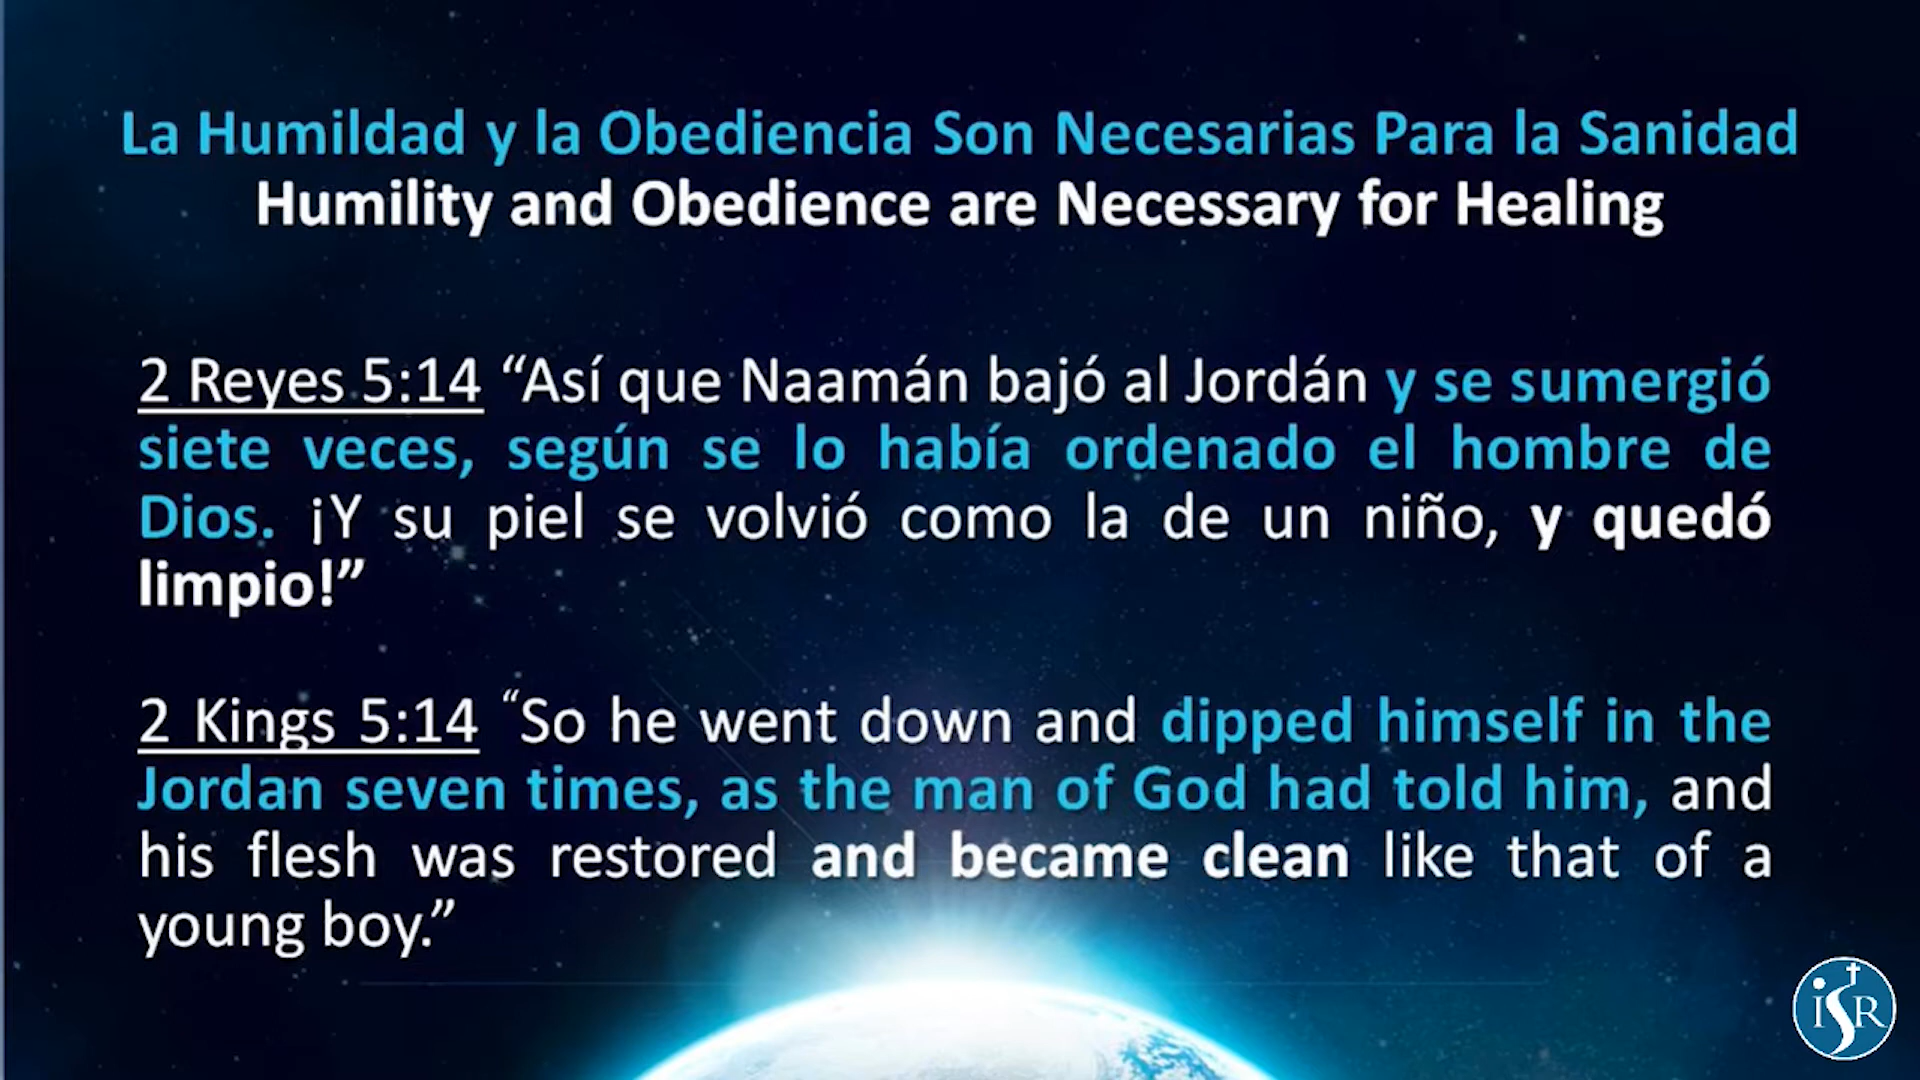 La Humildad y la Obediencia Son Necesarias Para la Sanidad
Humility and Obedience are Necessary for Healing
2 Reyes 5:14 “Así que Naamán bajó al Jordán y se sumergió
siete veces, según se lo había ordenado el hombre de
Dios. ¡Y su piel se volvió como la de un niño, y quedó
limpio!”
2 Kings 5:14 “So he went down and dipped himself in the
Jordan seven times, as the man of God had told him, and
his flesh was restored and became clean like that of a
young boy.”
iSR